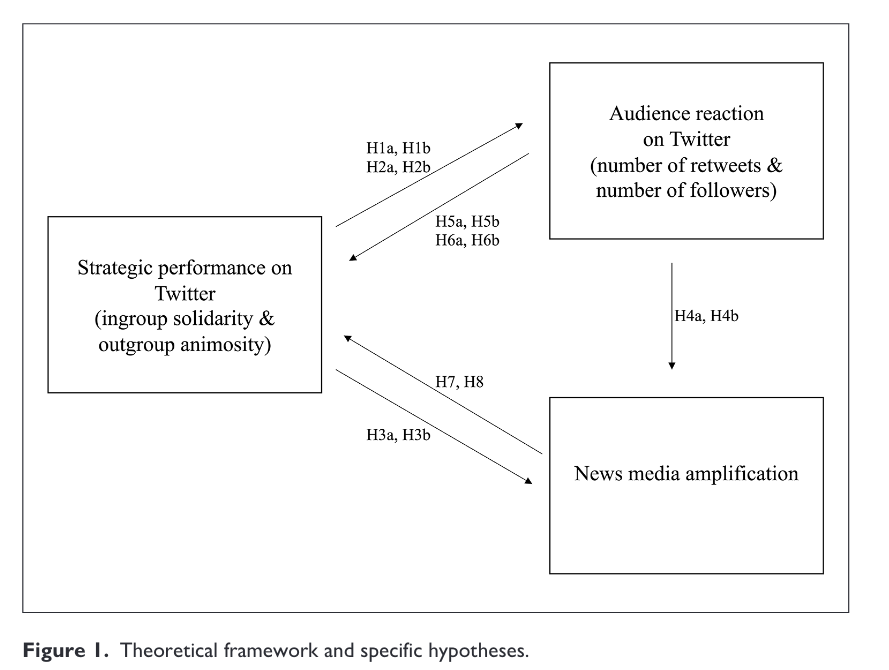 Audience reaction
on Twitter
(number of retweets &
number of followers)
H1a, H1b
H2a, H2b
H5a, H5b
H6a, H6b
Strategic performance on
Twitter
(ingroup solidarity &
outgroup animosity)
H4a, H4b
H7, H8
H3a, H3b
News media amplification
Figure 1. Theoretical framework and specific hypotheses.